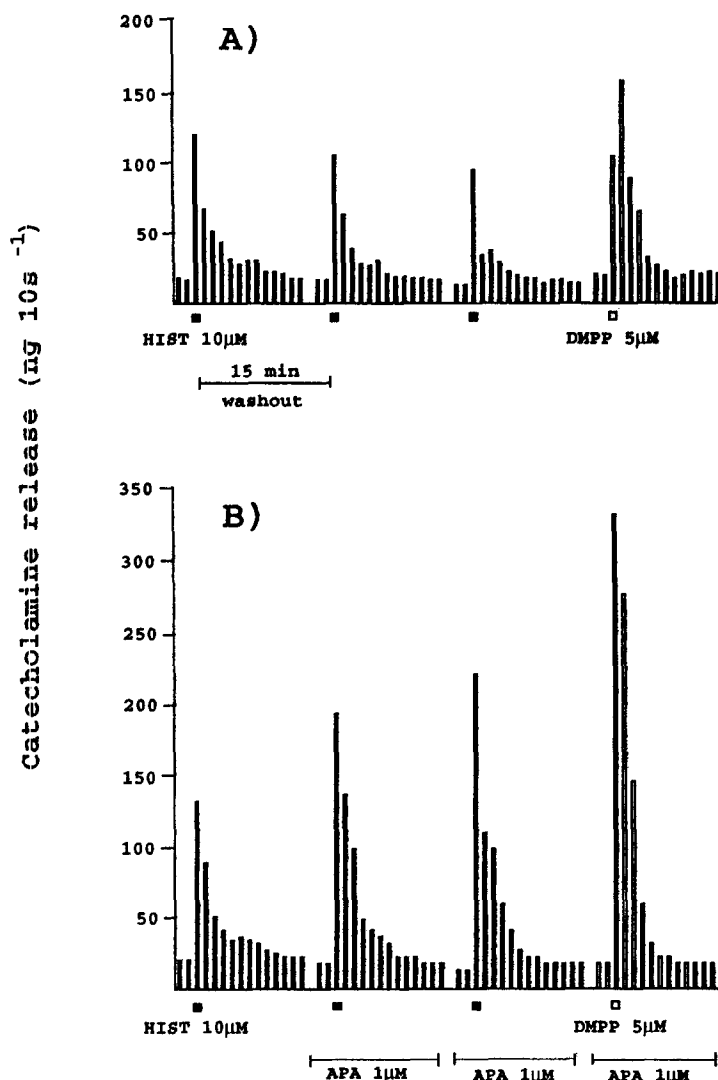 Catecholamine release (ng 10s -1)
A)
200
150
100
50
HIST 10µM
DMPP 5µM
15 min
washout
B)
350
300
250
200
150
100
50
HIST 10µM
DMPP 5µM
APA 1µM
APA 1µM
APA 1µM